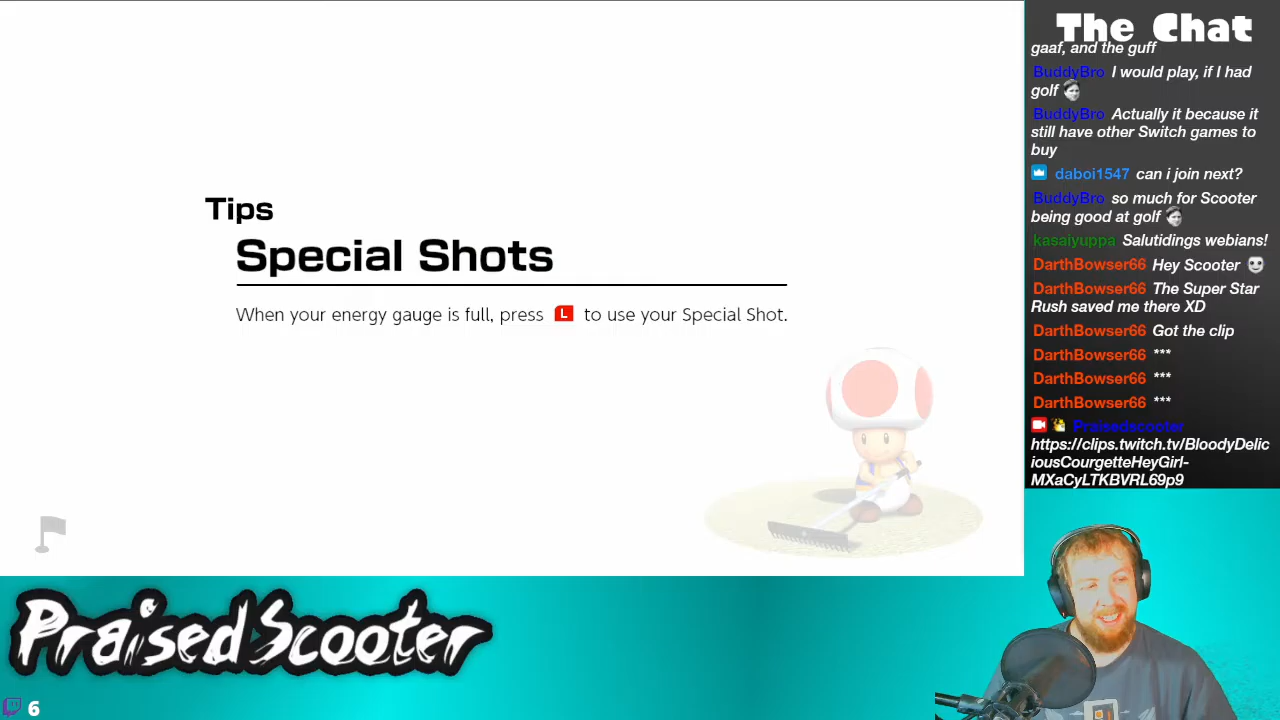 Tips
Special Shots
When your energy gauge is full, press L to use your Special Shot.
The Chat
gaaf, and the guff
BuddyBro I would play, if I had
golf
BuddyBro Actually it because it
still have other Switch games to
buy
daboi1547 can i join next?
BuddyBro so much for Scooter
being good at golf
kasaiyuppa Salutidings webians!
DarthBowser66 Hey Scooter
DarthBowser66 The Super Star
Rush saved me there XD
DarthBowser66 Got the clip
DarthBowser66 ***
DarthBowser66 ***
DarthBowser66 ***
Praisedscooter
https://clips.twitch.tv/BloodyDelic
iousCourgetteHeyGirl-
MXaCyLTKBVRL69p9
PraisedScooter
6